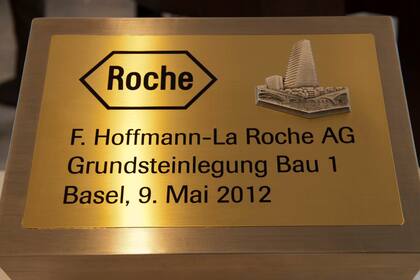 Roche
F. Hoffmann-La Roche AG
Grundsteinlegung Bau 1
Basel, 9. Mai 2012